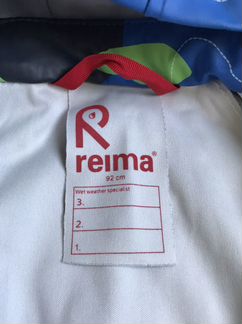 R
reima®
92 cm
Wet weather specialist
3.
2.
1.